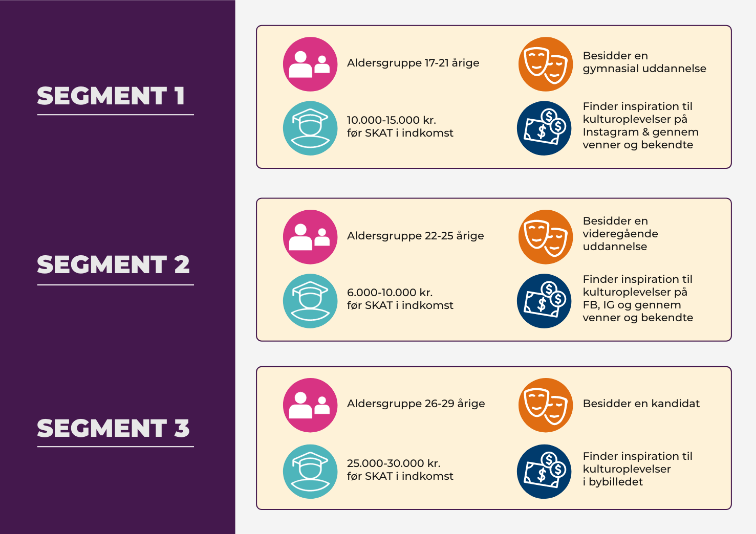 SEGMENT 1
Aldersgruppe 17-21 årige
Besidder en
gymnasial uddannelse
10.000-15.000 kr.
før SKAT i indkomst
Finder inspiration til
kulturoplevelser på
Instagram & gennem
venner og bekendte
SEGMENT 2
Aldersgruppe 22-25 årige
Besidder en
videregående
uddannelse
6.000-10.000 kr.
før SKAT i indkomst
Finder inspiration til
kulturoplevelser på
FB, IG og gennem
venner og bekendte
SEGMENT 3
Aldersgruppe 26-29 årige
Besidder en kandidat
25.000-30.000 kr.
før SKAT i indkomst
Finder inspiration til
kulturoplevelser
i bybilledet